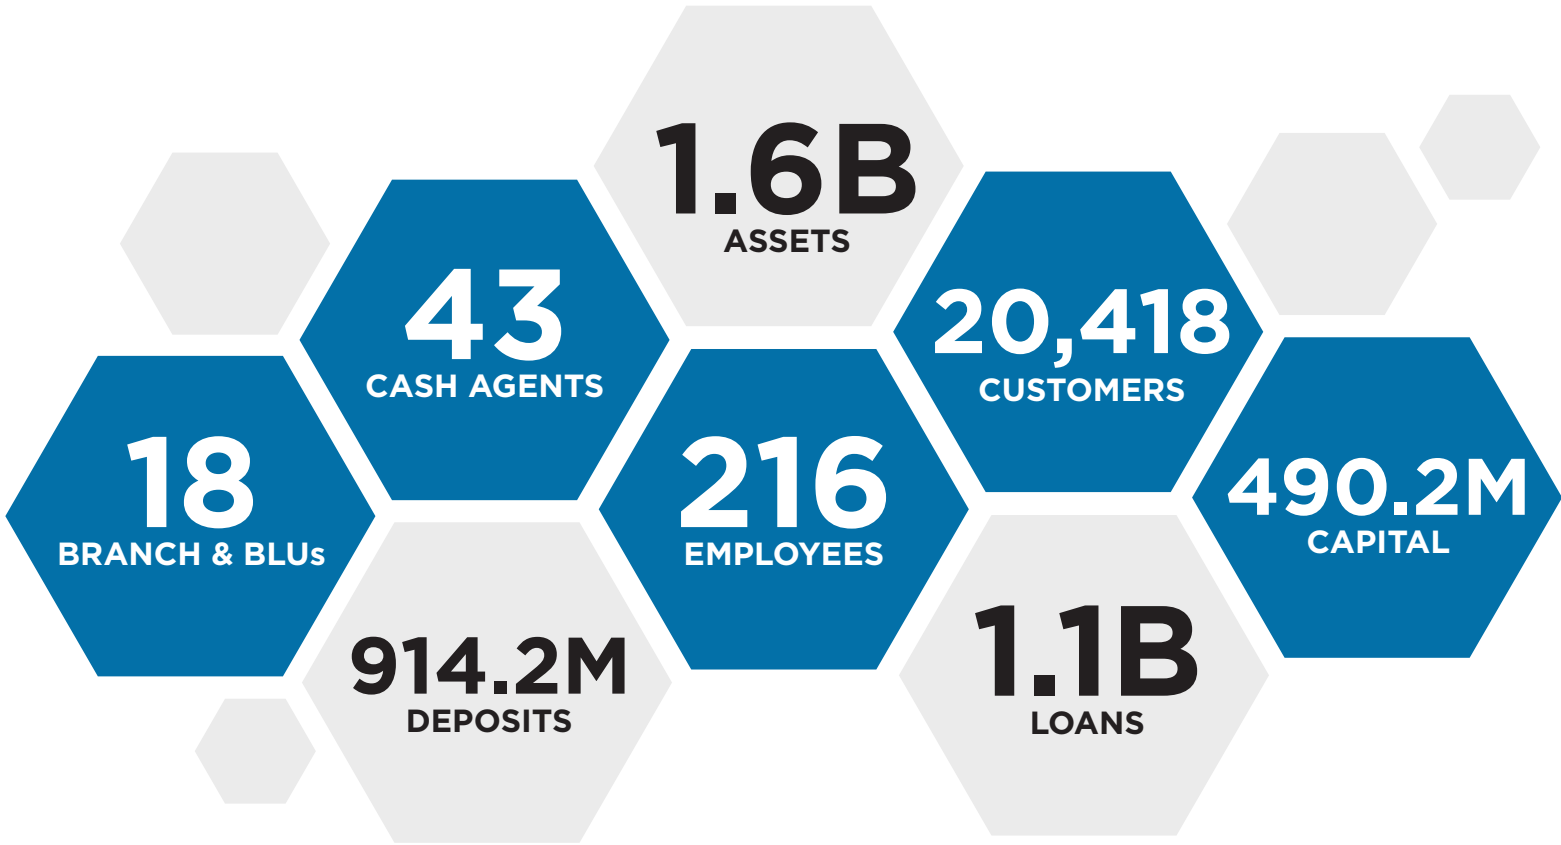 1.6B
ASSETS
43
CASH AGENTS
20,418
CUSTOMERS
18
BRANCH & BLUs
216
EMPLOYEES
490.2M
CAPITAL
914.2M
DEPOSITS
1.1B
LOANS